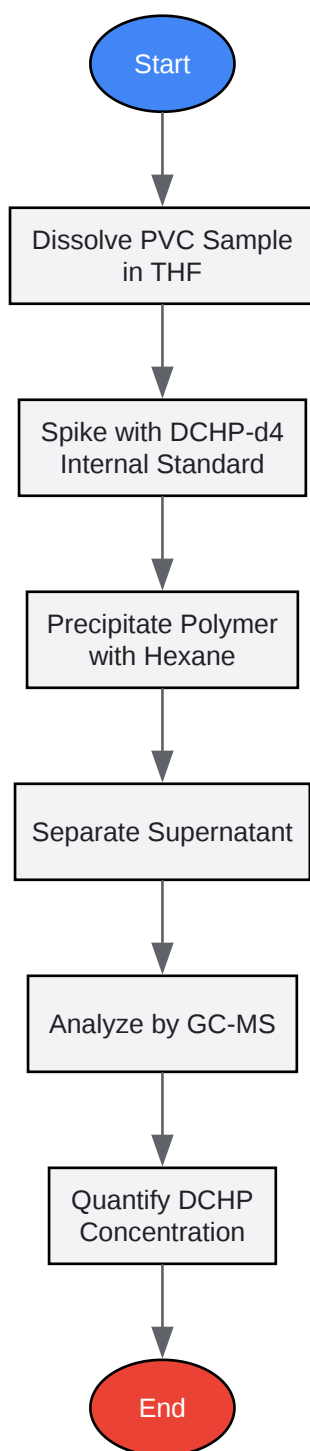 Start
Dissolve PVC Sample
in THF
Spike with DCHP-d4
Internal Standard
Precipitate Polymer
with Hexane
Separate Supernatant
Analyze by GC-MS
Quantify DCHP
Concentration
End